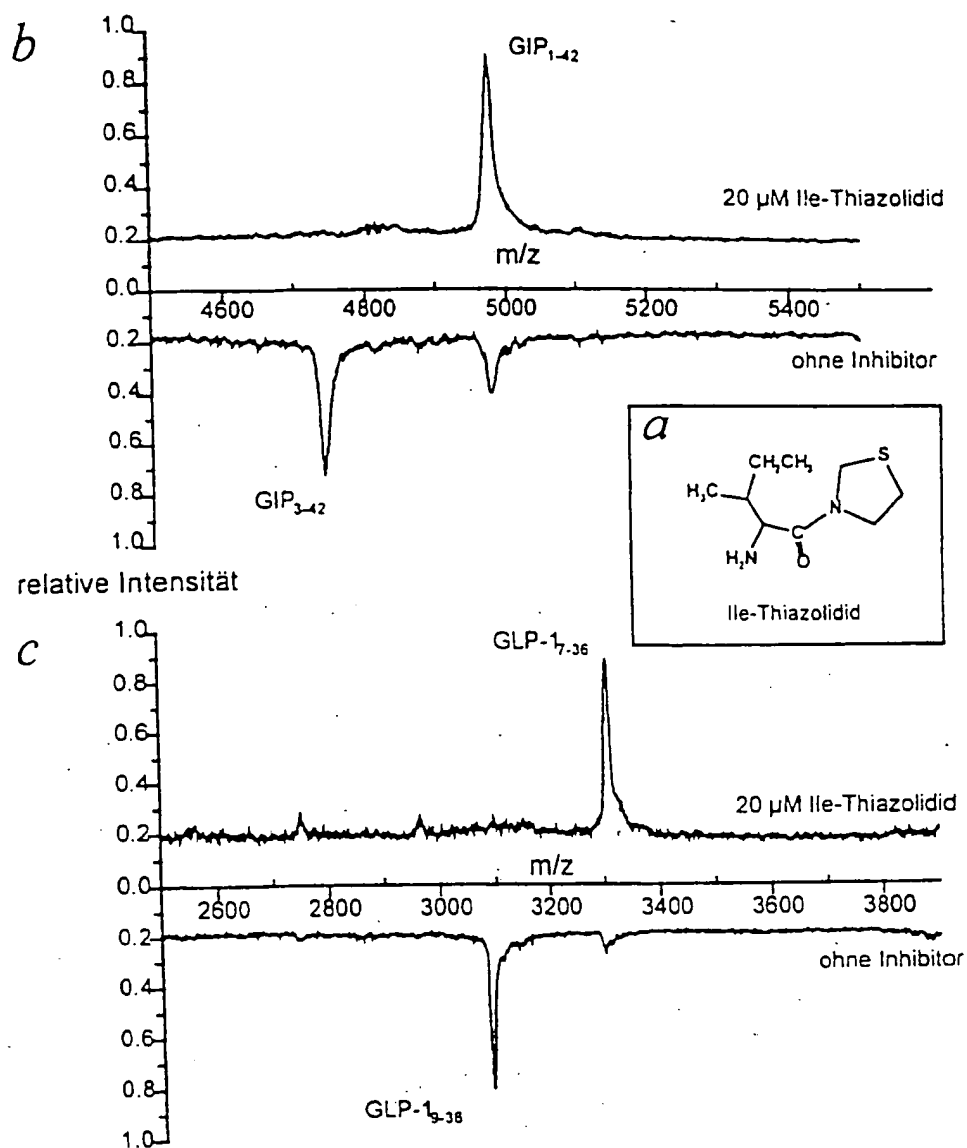 b
1.0
0.8
0.6
0.4
0.2
0.0
GIP1-42
20 µM Ile-Thiazolidid
m/z
4600 4800 5000 5200 5400
0.2
0.4
0.6
0.8
1.0
ohne Inhibitor
GIP3-42
a
CH2CH3
H3C
S
N
C
H2N
O
Ile-Thiazolidid
relative Intensität
c
1.0
0.8
0.6
0.4
0.2
0.0
GLP-17-36
20 µM Ile-Thiazolidid
m/z
2600 2800 3000 3200 3400 3600 3800
0.2
0.4
0.6
0.8
1.0
ohne Inhibitor
GLP-19-36